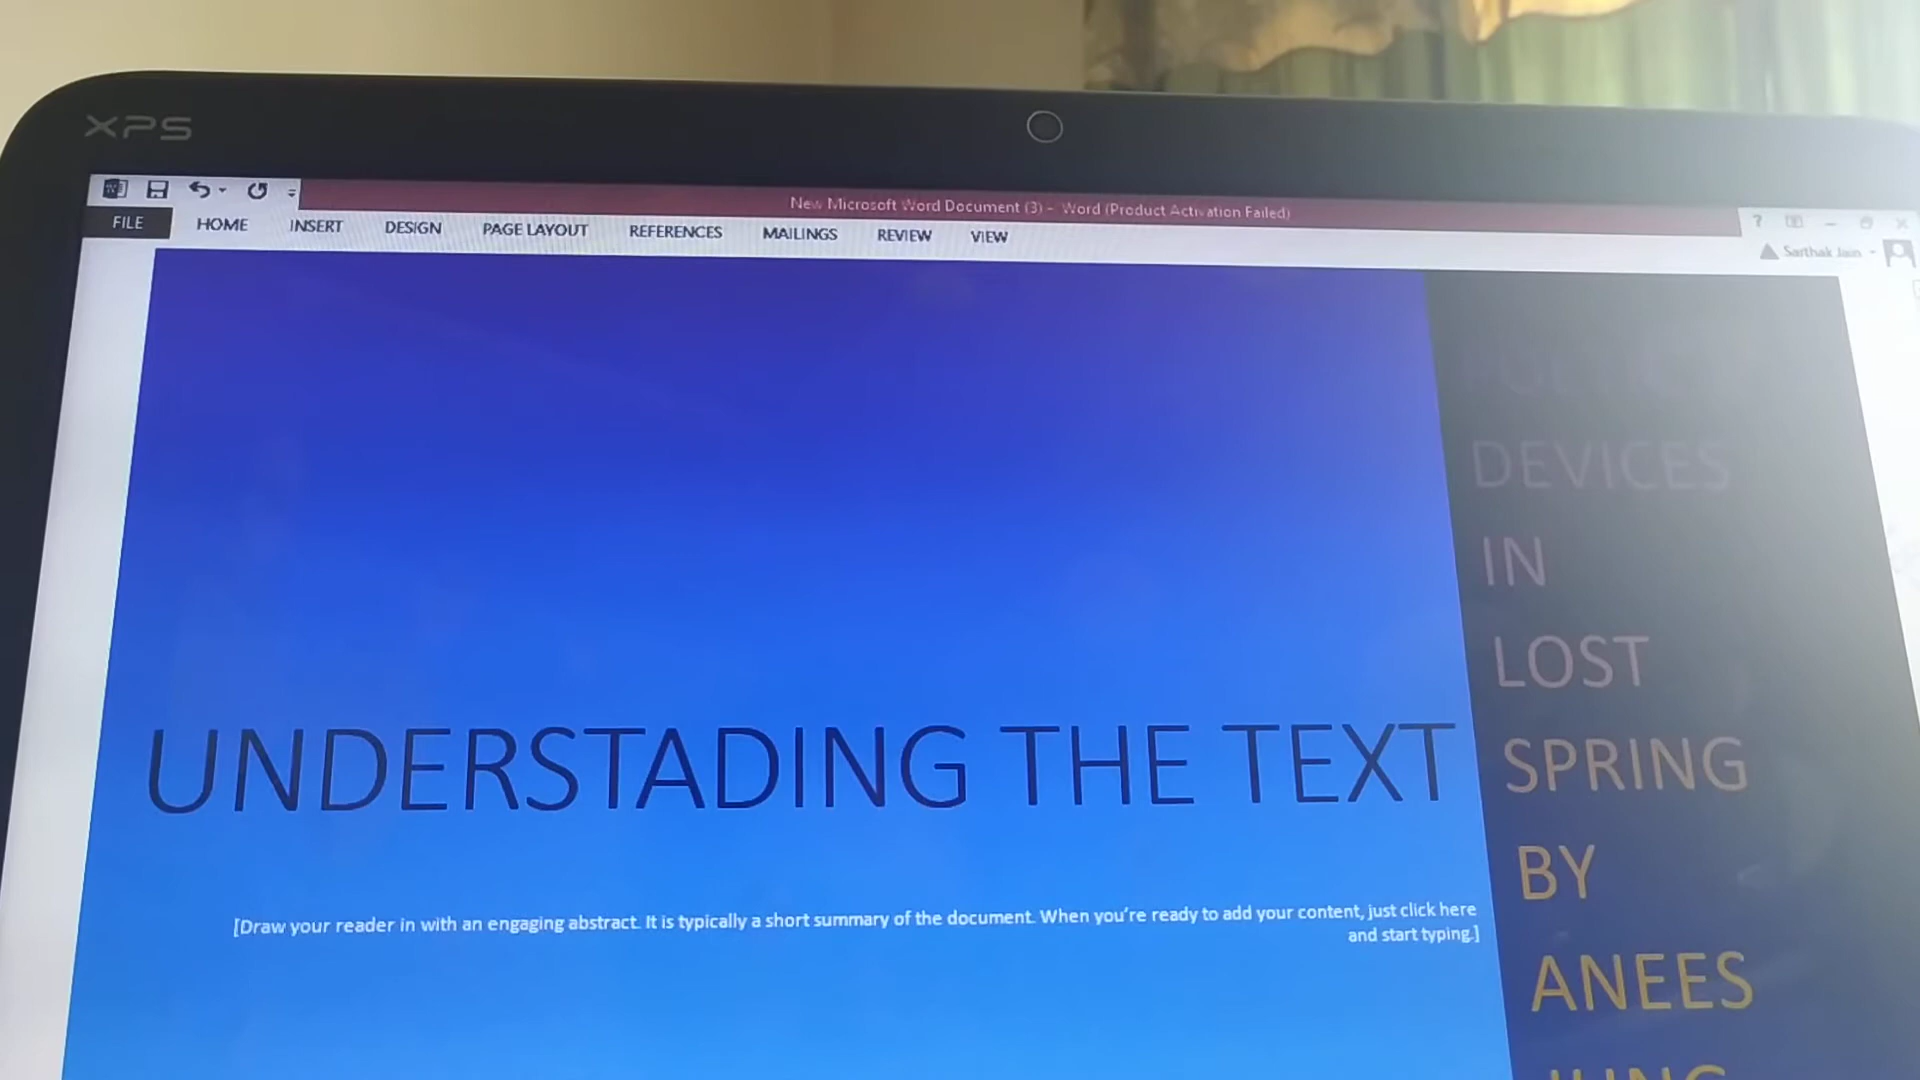 XPS
New Microsoft Word Document (3) - Word (Product Activation Failed)
FILE HOME INSERT DESIGN PAGE LAYOUT REFERENCES MAILINGS REVIEW VIEW
Sarthak Jain
DEVICES
IN
LOST
SPRING
BY
ANEES
JUNG
UNDERSTADING THE TEXT
[Draw your reader in with an engaging abstract. It is typically a short summary of the document. When you're ready to add your content, just click here
and start typing.]